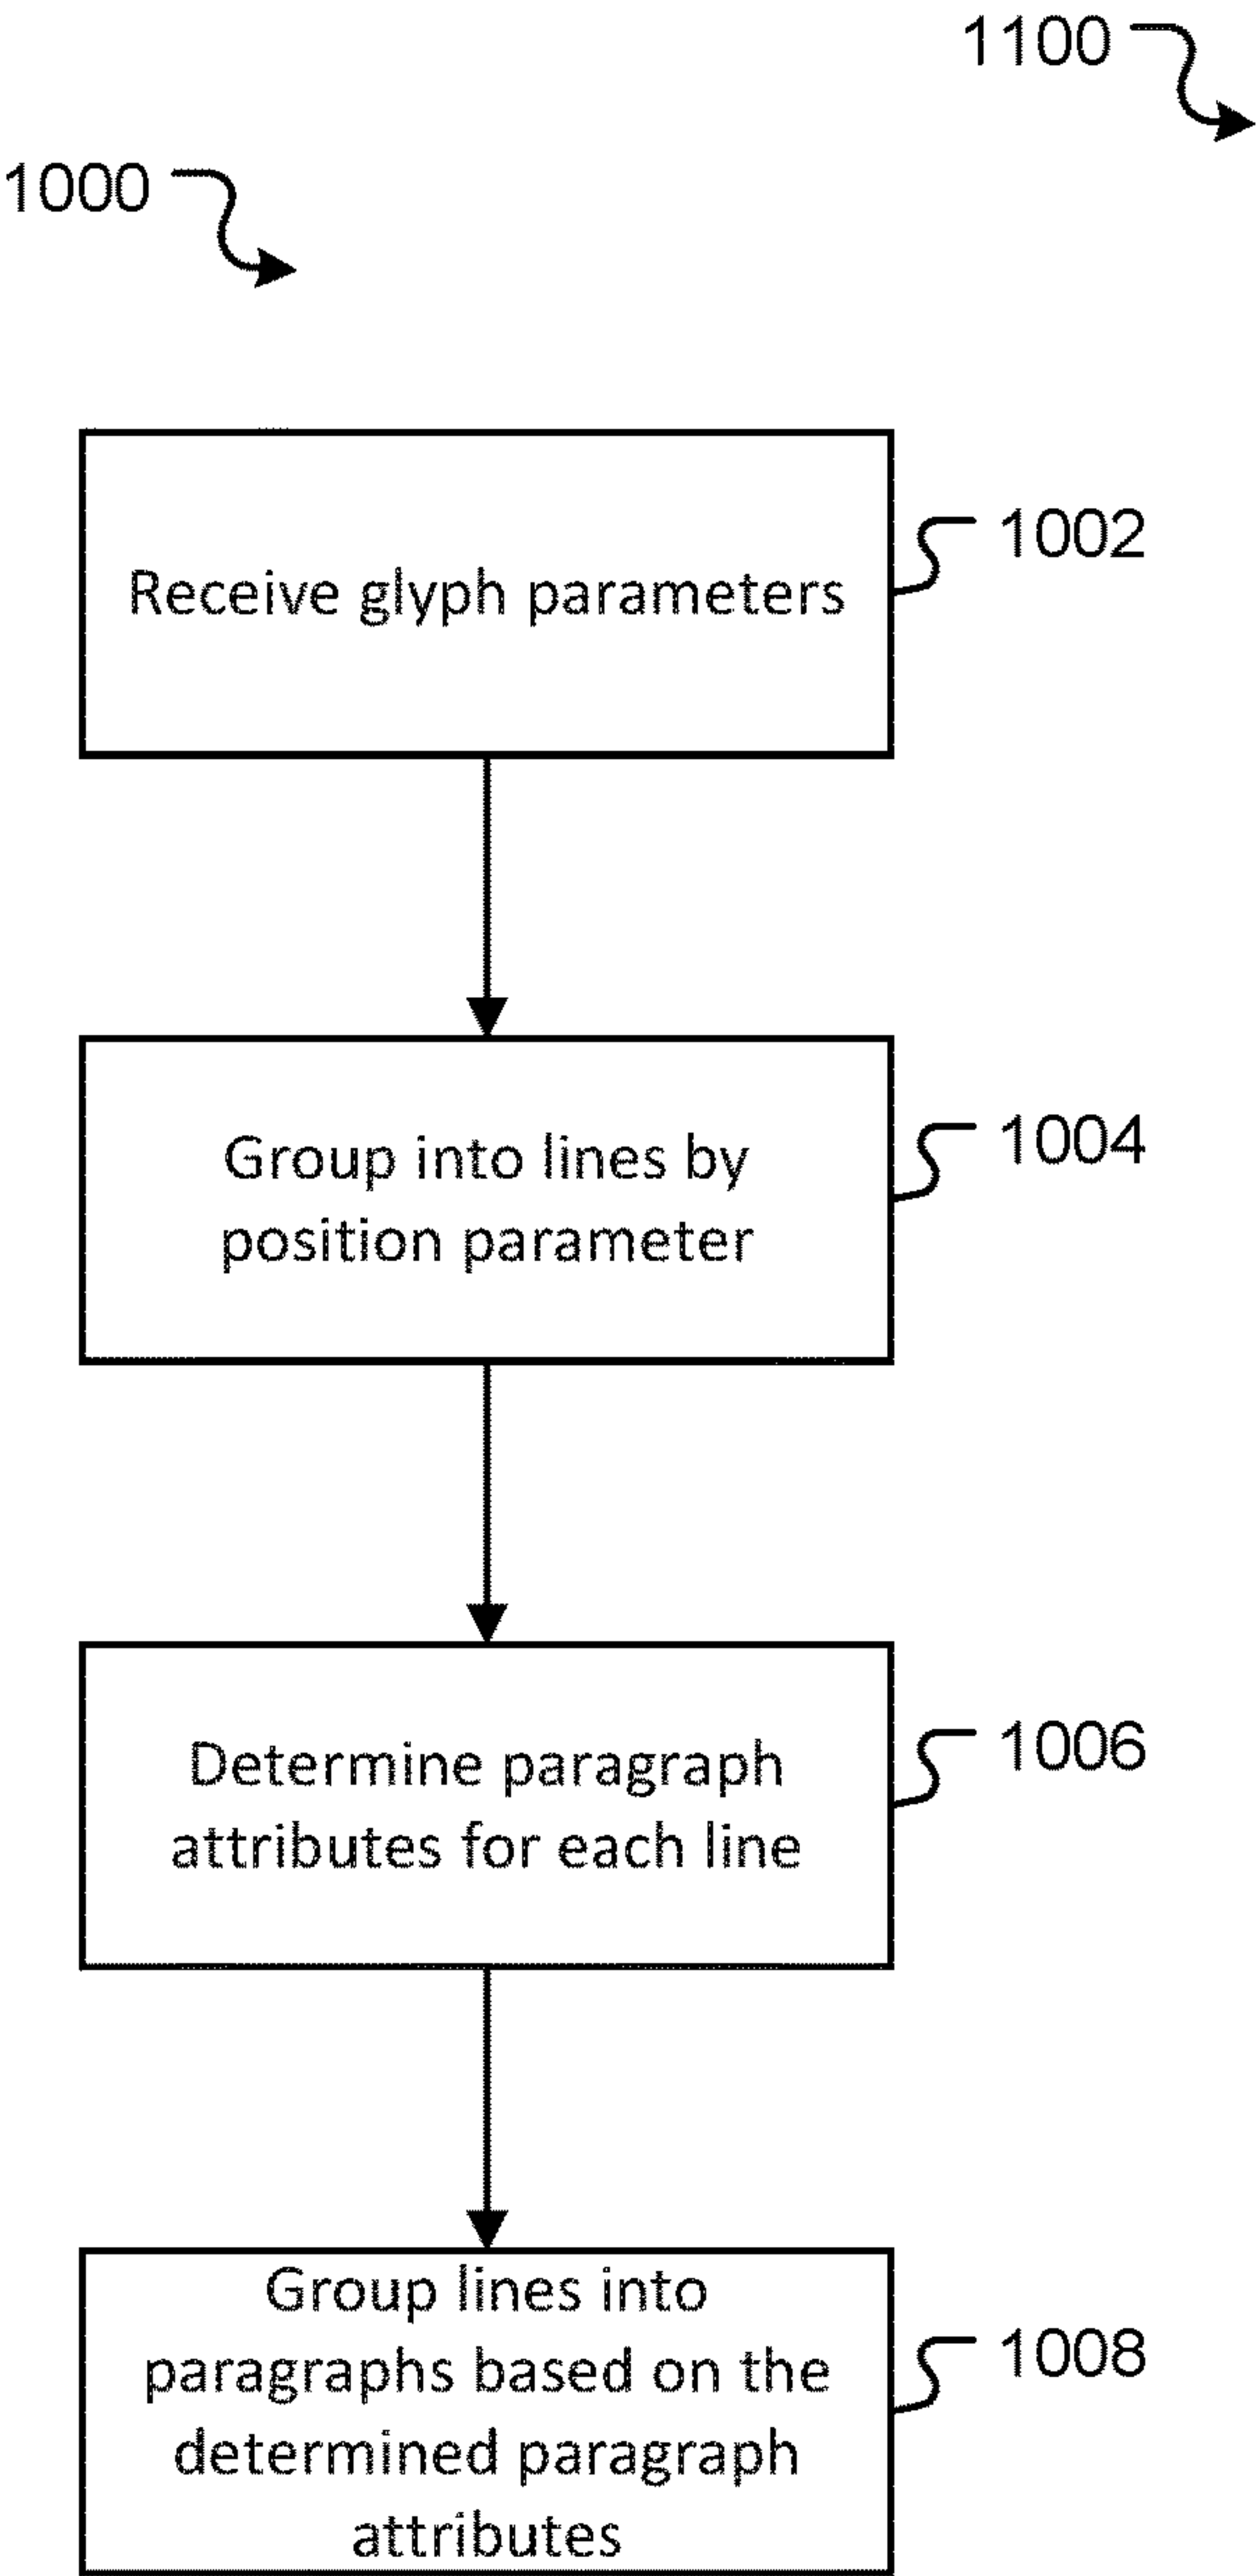 1100
1000
Receive glyph parameters
1002
Group into lines by
position parameter
1004
Determine paragraph
attributes for each line
1006
Group lines into
paragraphs based on the
determined paragraph
attributes
1008